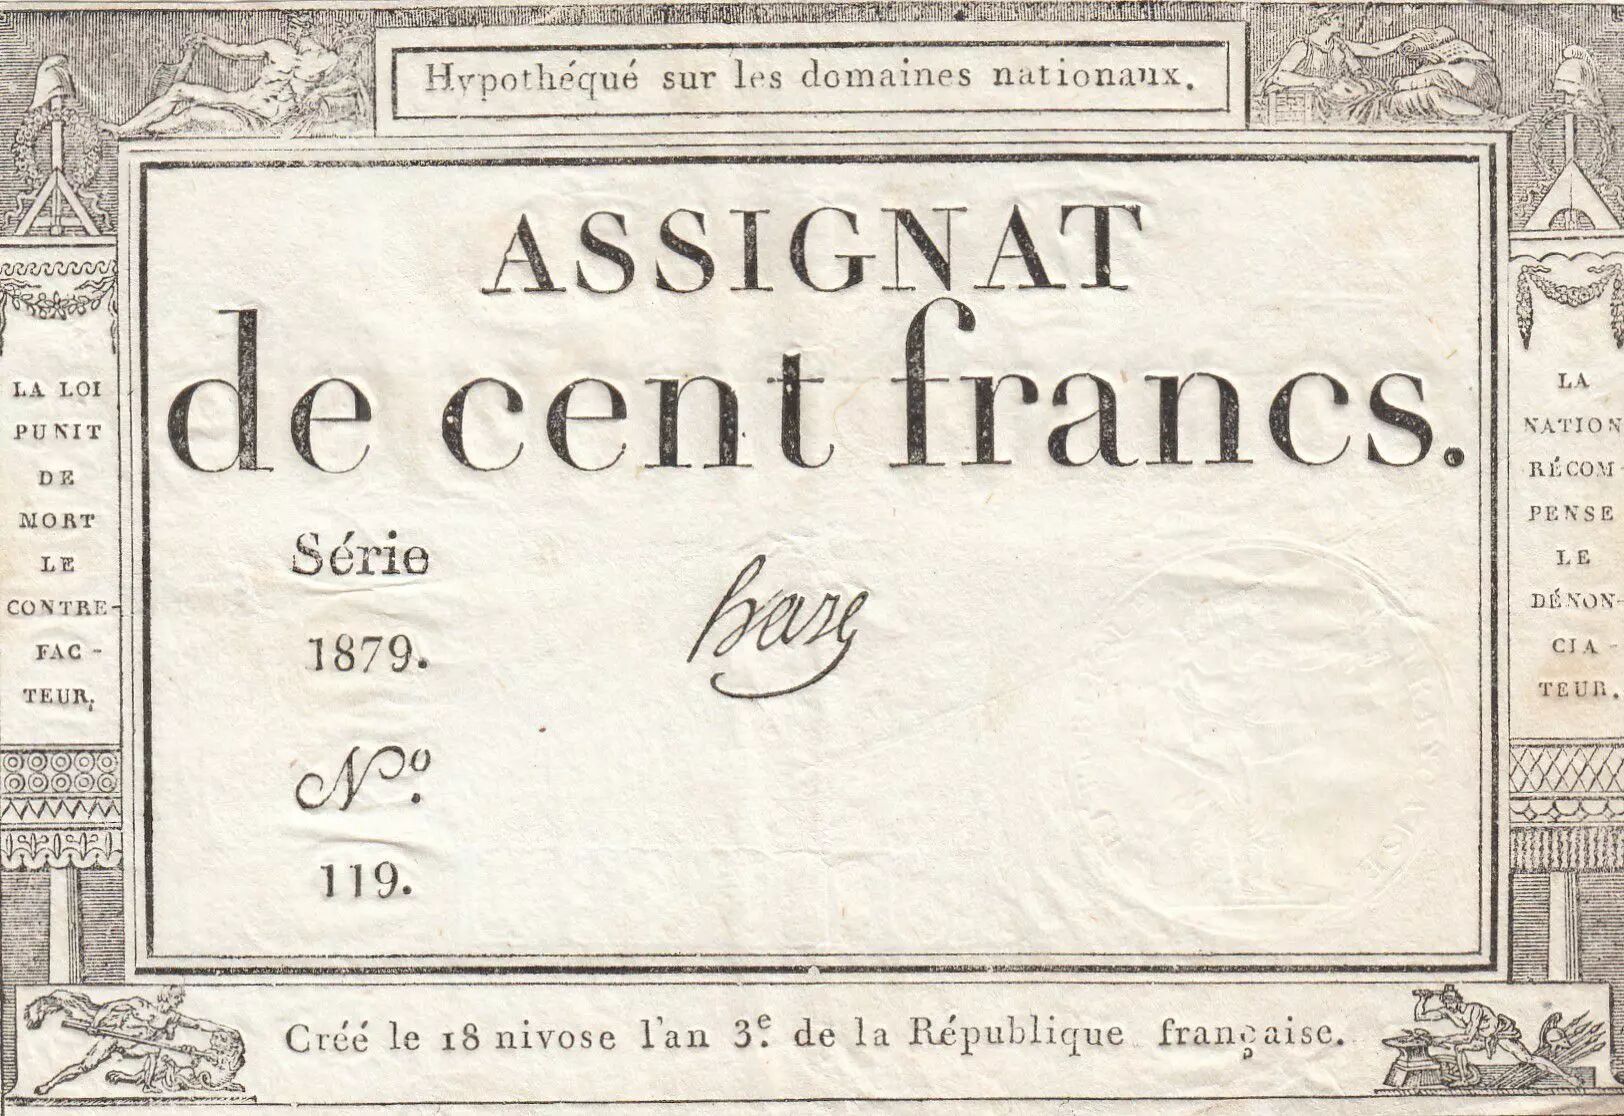 Hypothéqué sur les domaines nationaux.
ASSIGNAT
de cent francs.
LA LOI
PUNIT
DE
MORT
LE
CONTRE-
FAC-
TEUR.
Série
1879.
N.º
119.
LA
NATION
RÉCOM-
PENSE
LE
DÉNON-
CIA-
TEUR.
Créé le 18 nivose l'an 3.e de la République française.